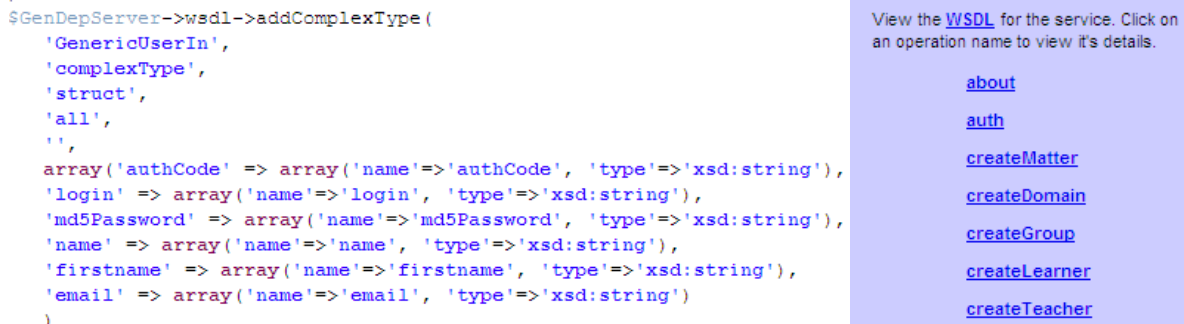 $GenDepServer->wsdl->addComplexType(
'GenericUserIn',
'complexType',
'struct',
'all',
'',
array('authCode' => array('name'=>'authCode', 'type'=>'xsd:string'),
'login' => array('name'=>'login', 'type'=>'xsd:string'),
'md5Password' => array('name'=>'md5Password', 'type'=>'xsd:string'),
'name' => array('name'=>'name', 'type'=>'xsd:string'),
'firstname' => array('name'=>'firstname', 'type'=>'xsd:string'),
'email' => array('name'=>'email', 'type'=>'xsd:string')
)
View the WSDL for the service. Click on
an operation name to view it's details.
about
auth
createMatter
createDomain
createGroup
createLearner
createTeacher